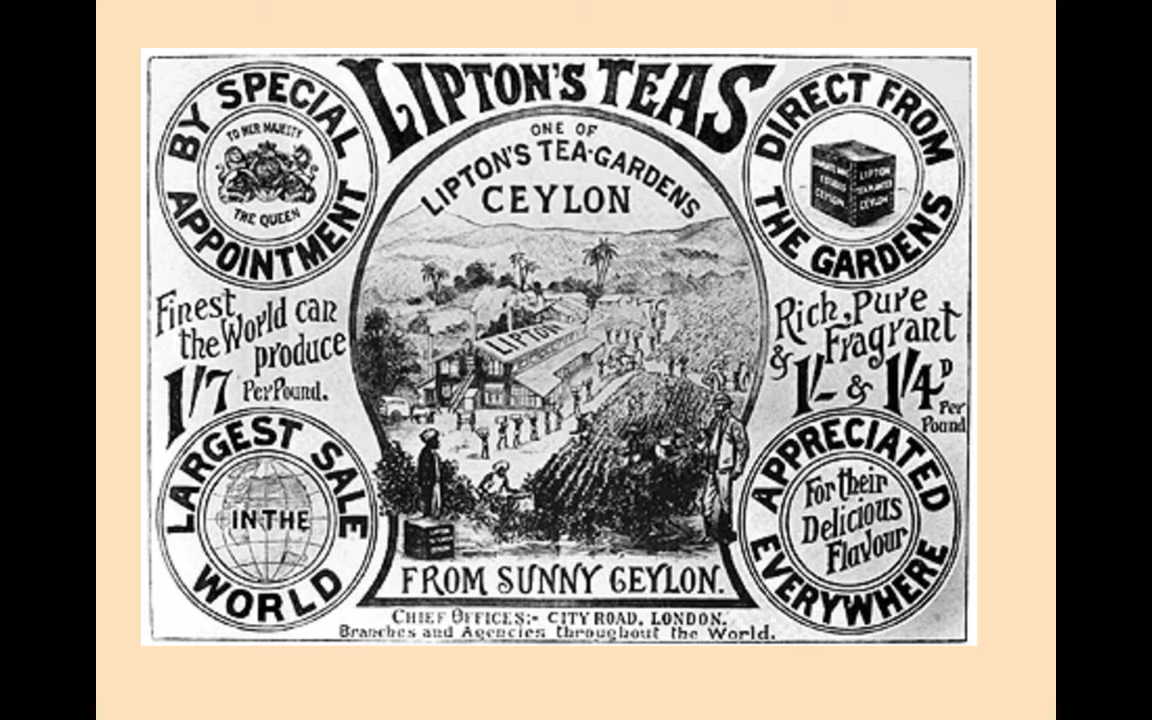 LIPTON'S TEAS
BY SPECIAL
APPOINTMENT
TO HER MAJESTY
THE QUEEN
ONE OF
LIPTON'S TEA-GARDENS
CEYLON
DIRECT FROM
THE GARDENS
LIPTON
CEYLON
CEYLON
Finest
the World can
produce
1/7 Per Pound.
LIPTON
Rich, Pure
& Fragrant
1/- & 1/4D
Per
Pound
LARGEST SALE
IN THE
WORLD
APPRECIATED
For their
Delicious
Flavour
EVERYWHERE
FROM SUNNY CEYLON.
CHIEF OFFICES:- CITY ROAD, LONDON.
Branches and Agencies throughout the World.